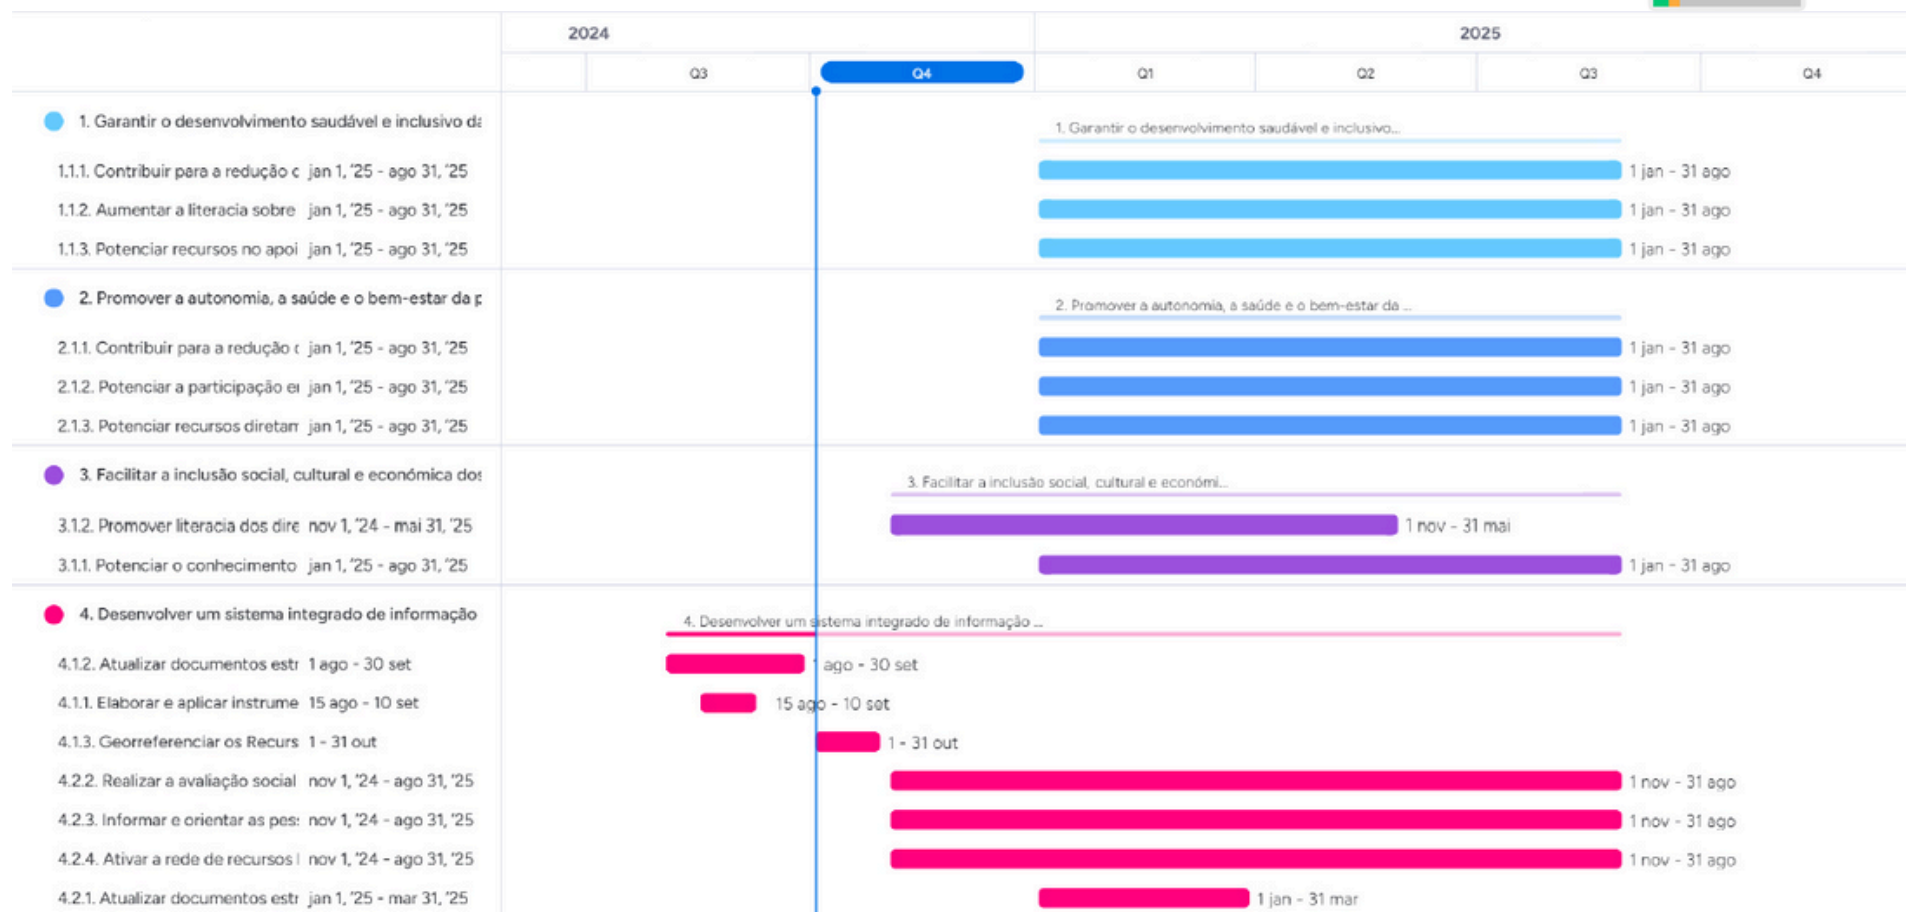 2024 2025
Q3 Q4 Q1 Q2 Q3 Q4
1. Garantir o desenvolvimento saudável e inclusivo da
1. Garantir o desenvolvimento saudável e inclusivo...
1.1.1. Contribuir para a redução c jan 1, '25 - ago 31, '25 1 jan - 31 ago
1.1.2. Aumentar a literacia sobre jan 1, '25 - ago 31, '25 1 jan - 31 ago
1.1.3. Potenciar recursos no apoi jan 1, '25 - ago 31, '25 1 jan - 31 ago
2. Promover a autonomia, a saúde e o bem-estar da p
2. Promover a autonomia, a saúde e o bem-estar da ...
2.1.1. Contribuir para a redução c jan 1, '25 - ago 31, '25 1 jan - 31 ago
2.1.2. Potenciar a participação e jan 1, '25 - ago 31, '25 1 jan - 31 ago
2.1.3. Potenciar recursos diretam jan 1, '25 - ago 31, '25 1 jan - 31 ago
3. Facilitar a inclusão social, cultural e económica dos
3. Facilitar a inclusão social, cultural e económi...
3.1.2. Promover literacia dos dire nov 1, '24 - mai 31, '25 1 nov - 31 mai
3.1.1. Potenciar o conhecimento jan 1, '25 - ago 31, '25 1 jan - 31 ago
4. Desenvolver um sistema integrado de informação
4. Desenvolver um sistema integrado de informação ...
4.1.2. Atualizar documentos estr 1 ago - 30 set 1 ago - 30 set
4.1.1. Elaborar e aplicar instrume 15 ago - 10 set 15 ago - 10 set
4.1.3. Georreferenciar os Recurs 1 - 31 out 1 - 31 out
4.2.2. Realizar a avaliação social nov 1, '24 - ago 31, '25 1 nov - 31 ago
4.2.3. Informar e orientar as pes nov 1, '24 - ago 31, '25 1 nov - 31 ago
4.2.4. Ativar a rede de recursos nov 1, '24 - ago 31, '25 1 nov - 31 ago
4.2.1. Atualizar documentos estr jan 1, '25 - mar 31, '25 1 jan - 31 mar